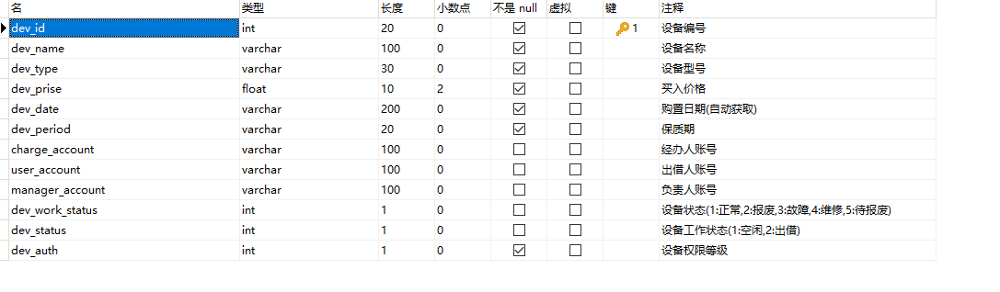 名 类型 长度 小数点 不是 null 虚拟 键 注释
dev_id int 20 0 1 设备编号
dev_name varchar 100 0 设备名称
dev_type varchar 30 0 设备型号
dev_prise float 10 2 买入价格
dev_date varchar 200 0 购置日期(自动获取)
dev_period varchar 20 0 保质期
charge_account varchar 100 0 经办人账号
user_account varchar 100 0 出借人账号
manager_account varchar 100 0 负责人账号
dev_work_status int 1 0 设备状态(1:正常,2:报废,3:故障,4:维修,5:待报废)
dev_status int 1 0 设备工作状态(1:空闲,2:出借)
dev_auth int 1 0 设备权限等级